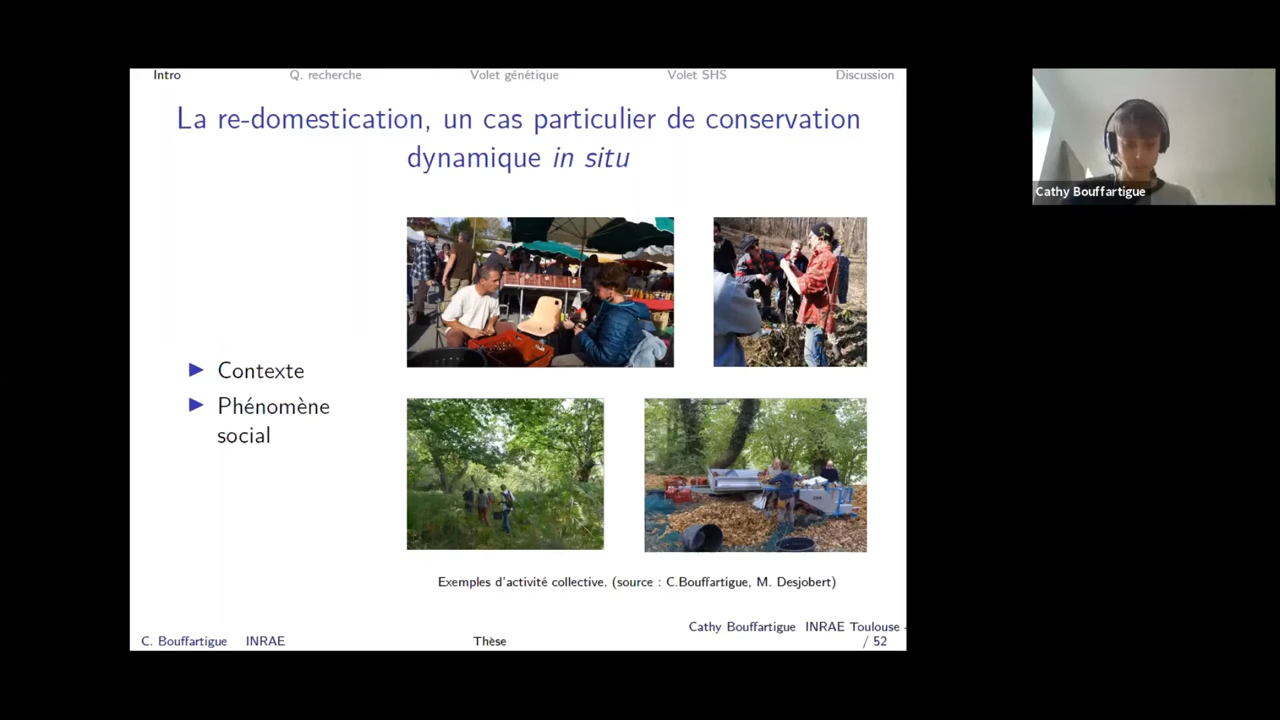 Intro Q. recherche Volet génétique Volet SHS Discussion
La re-domestication, un cas particulier de conservation
dynamique in situ
Contexte
Phénomène
social
Exemples d'activité collective. (source : C.Bouffartigue, M. Desjobert)
Cathy Bouffartigue INRAE Toulouse -
C. Bouffartigue INRAE Thèse / 52
Cathy Bouffartigue